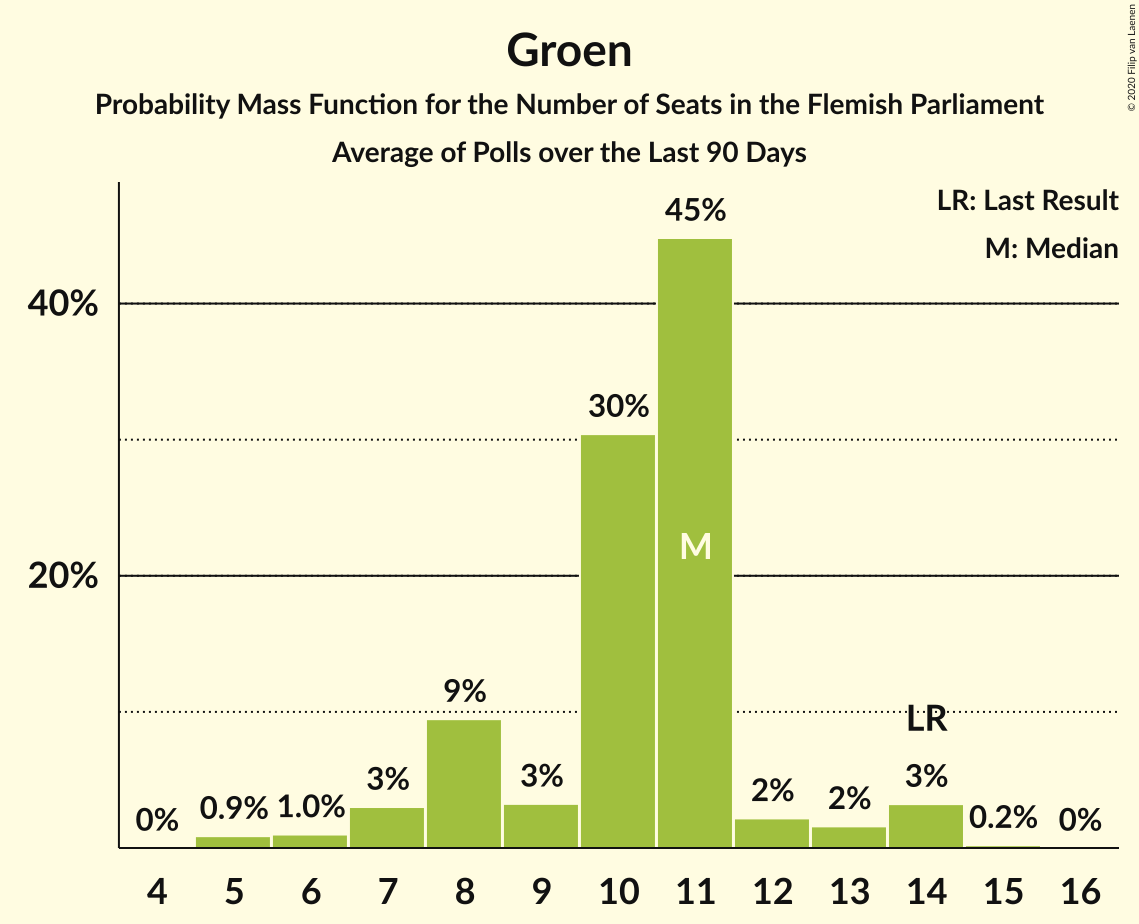 Groen
Probability Mass Function for the Number of Seats in the Flemish Parliament
Average of Polls over the Last 90 Days
© 2020 Filip van Laenen
LR: Last Result
M: Median
45%
40%
30%
M
20%
9%
LR
0%
0.9%
1.0%
3%
3%
2%
2%
3%
0.2%
0%
4 5 6 7 8 9 10 11 12 13 14 15 16